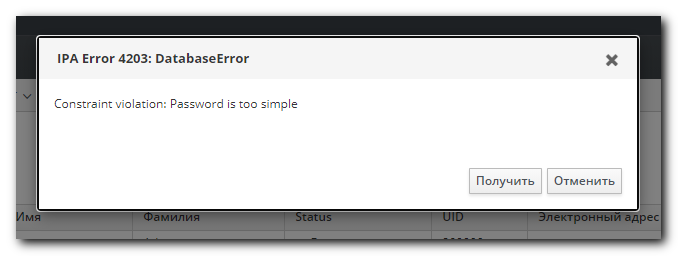 IPA Error 4203: DatabaseError
Constraint violation: Password is too simple
Получить Отменить
Имя Фамилия Status UID Электронный адрес